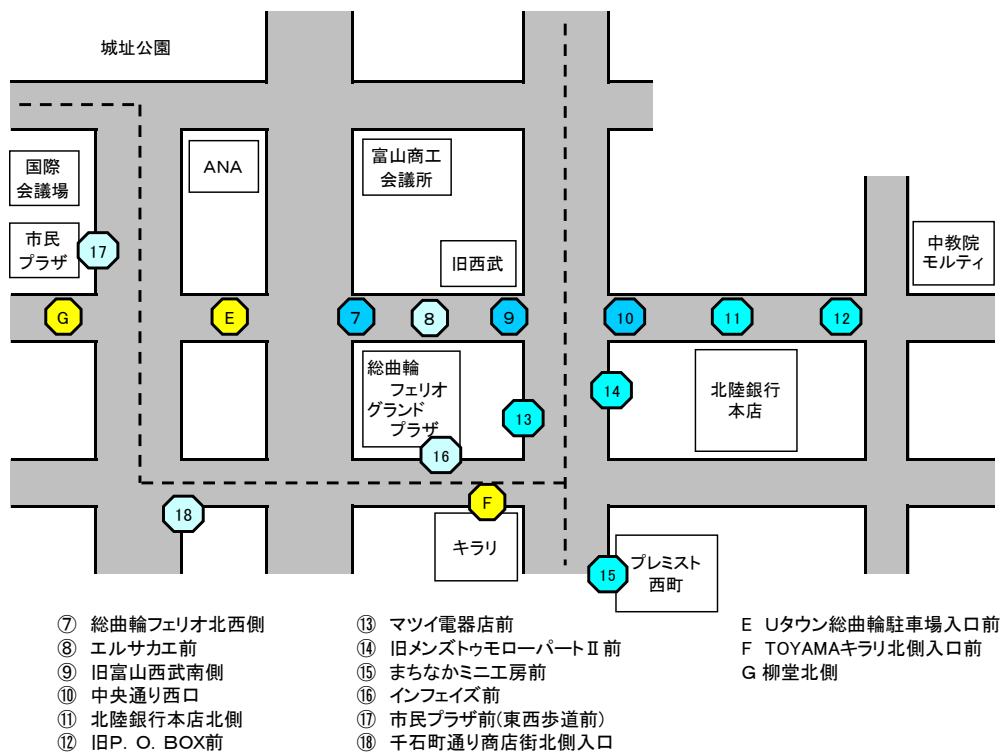 城址公園
国際
会議場
ANA
富山商工
会議所
市民
プラザ
17
旧西武
中教院
モルティ
G
E
7
8
9
10
11
12
総曲輪
フェリオ
グランド
プラザ
13
14
北陸銀行
本店
16
18
F
キラリ
15
プレミスト
西町
⑦ 総曲輪フェリオ北西側
⑧ エルサカエ前
⑨ 旧富山西武南側
⑩ 中央通り西口
⑪ 北陸銀行本店北側
⑫ 旧P．O．BOX前
⑬ マツイ電器店前
⑭ 旧メンズトゥモローパートⅡ前
⑮ まちなかミニ工房前
⑯ インフェイズ前
⑰ 市民プラザ前(東西歩道前)
⑱ 千石町通り商店街北側入口
E Uタウン総曲輪駐車場入口前
F TOYAMAキラリ北側入口前
G 柳堂北側